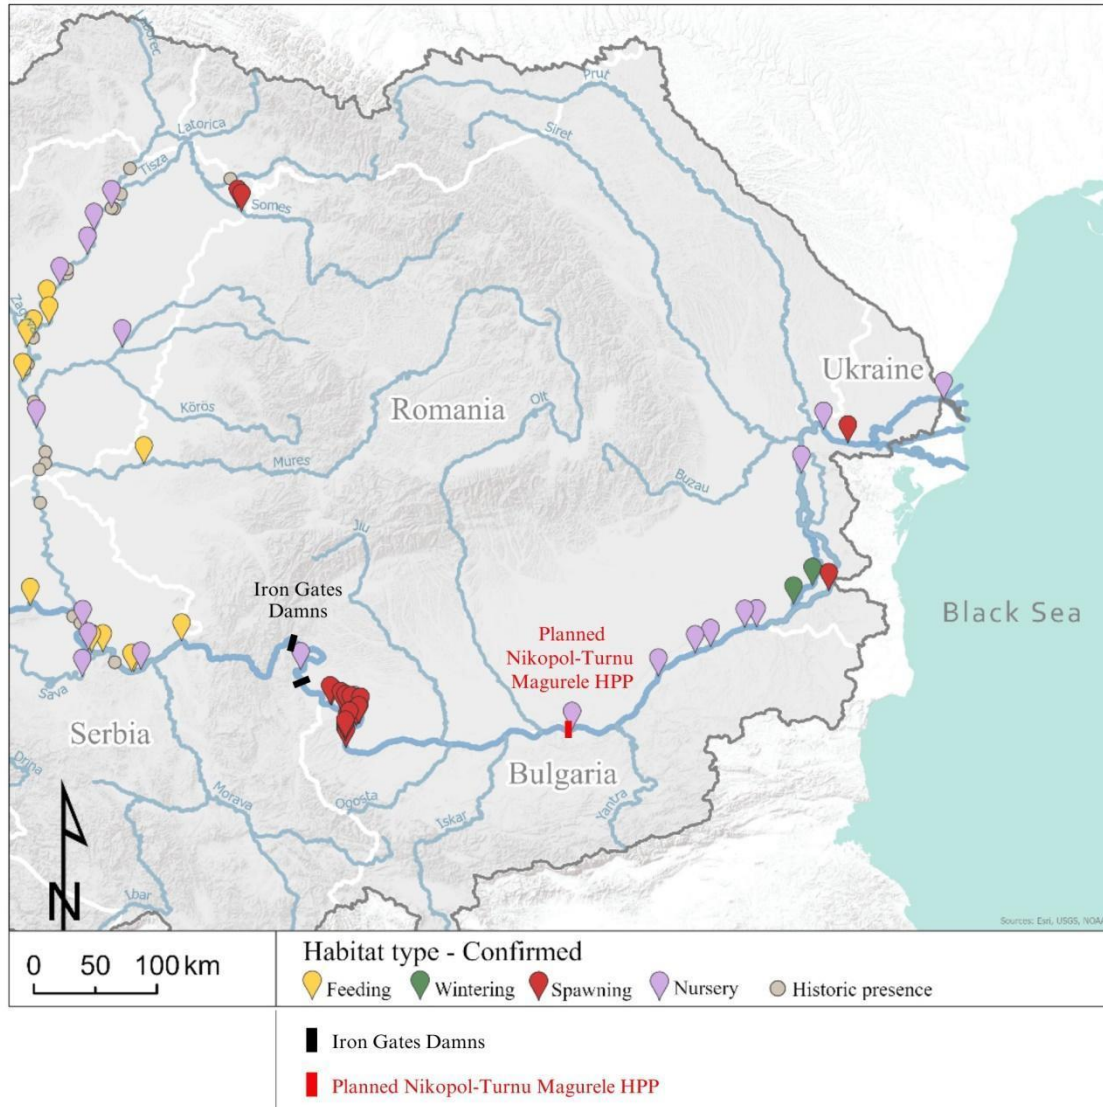 Latorica
Tisza
Somes
Prut
Siret
Zagyva
Körös
Mures
Romania
Olt
Buzau
Ukraine
Jiu
Iron Gates
Damns
Planned
Nikopol-Turnu
Magurele HPP
Black Sea
Sava
Serbia
Drina
Morava
Ogosta
Iskar
Bulgaria
Yantra
Ibar
N
Sources: Esri, USGS, NOAA
0 50 100 km
Habitat type - Confirmed
Feeding Wintering Spawning Nursery Historic presence
Iron Gates Damns
Planned Nikopol-Turnu Magurele HPP